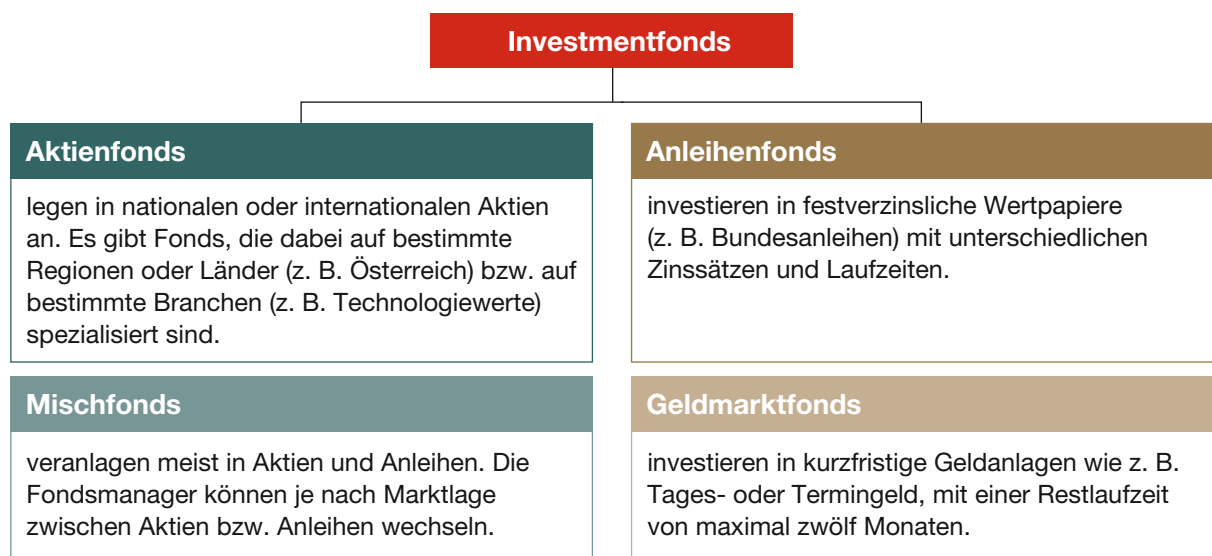 Investmentfonds
Aktienfonds
legen in nationalen oder internationalen Aktien
an. Es gibt Fonds, die dabei auf bestimmte
Regionen oder Länder (z. B. Österreich) bzw. auf
bestimmte Branchen (z. B. Technologiewerte)
spezialisiert sind.
Anleihenfonds
investieren in festverzinsliche Wertpapiere
(z. B. Bundesanleihen) mit unterschiedlichen
Zinssätzen und Laufzeiten.
Mischfonds
veranlagen meist in Aktien und Anleihen. Die
Fondsmanager können je nach Marktlage
zwischen Aktien bzw. Anleihen wechseln.
Geldmarktfonds
investieren in kurzfristige Geldanlagen wie z. B.
Tages- oder Termingeld, mit einer Restlaufzeit
von maximal zwölf Monaten.